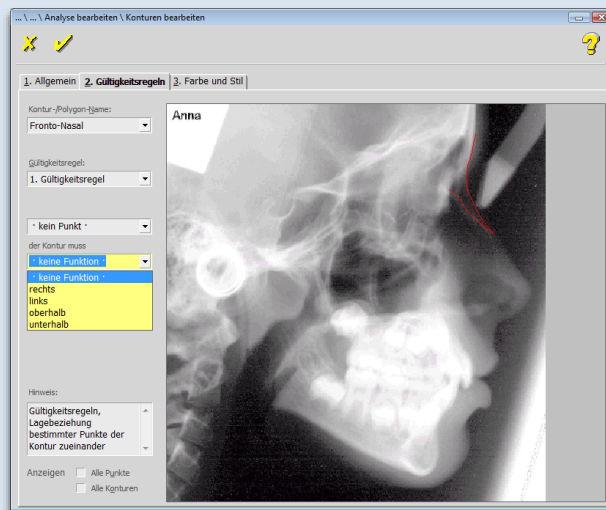 ... \ ... \ Analyse bearbeiten \ Konturen bearbeiten
1. Allgemein
2. Gültigkeitsregeln
3. Farbe und Stil
Kontur-/Polygon-Name:
Fronto-Nasal
Gültigkeitsregel:
1. Gültigkeitsregel
· kein Punkt ·
der Kontur muss
· keine Funktion ·
· keine Funktion ·
rechts
links
oberhalb
unterhalb
Hinweis:
Gültigkeitsregeln,
Lagebeziehung
bestimmter Punkte der
Kontur zueinander
Anzeigen
Alle Punkte
Alle Konturen
Anna